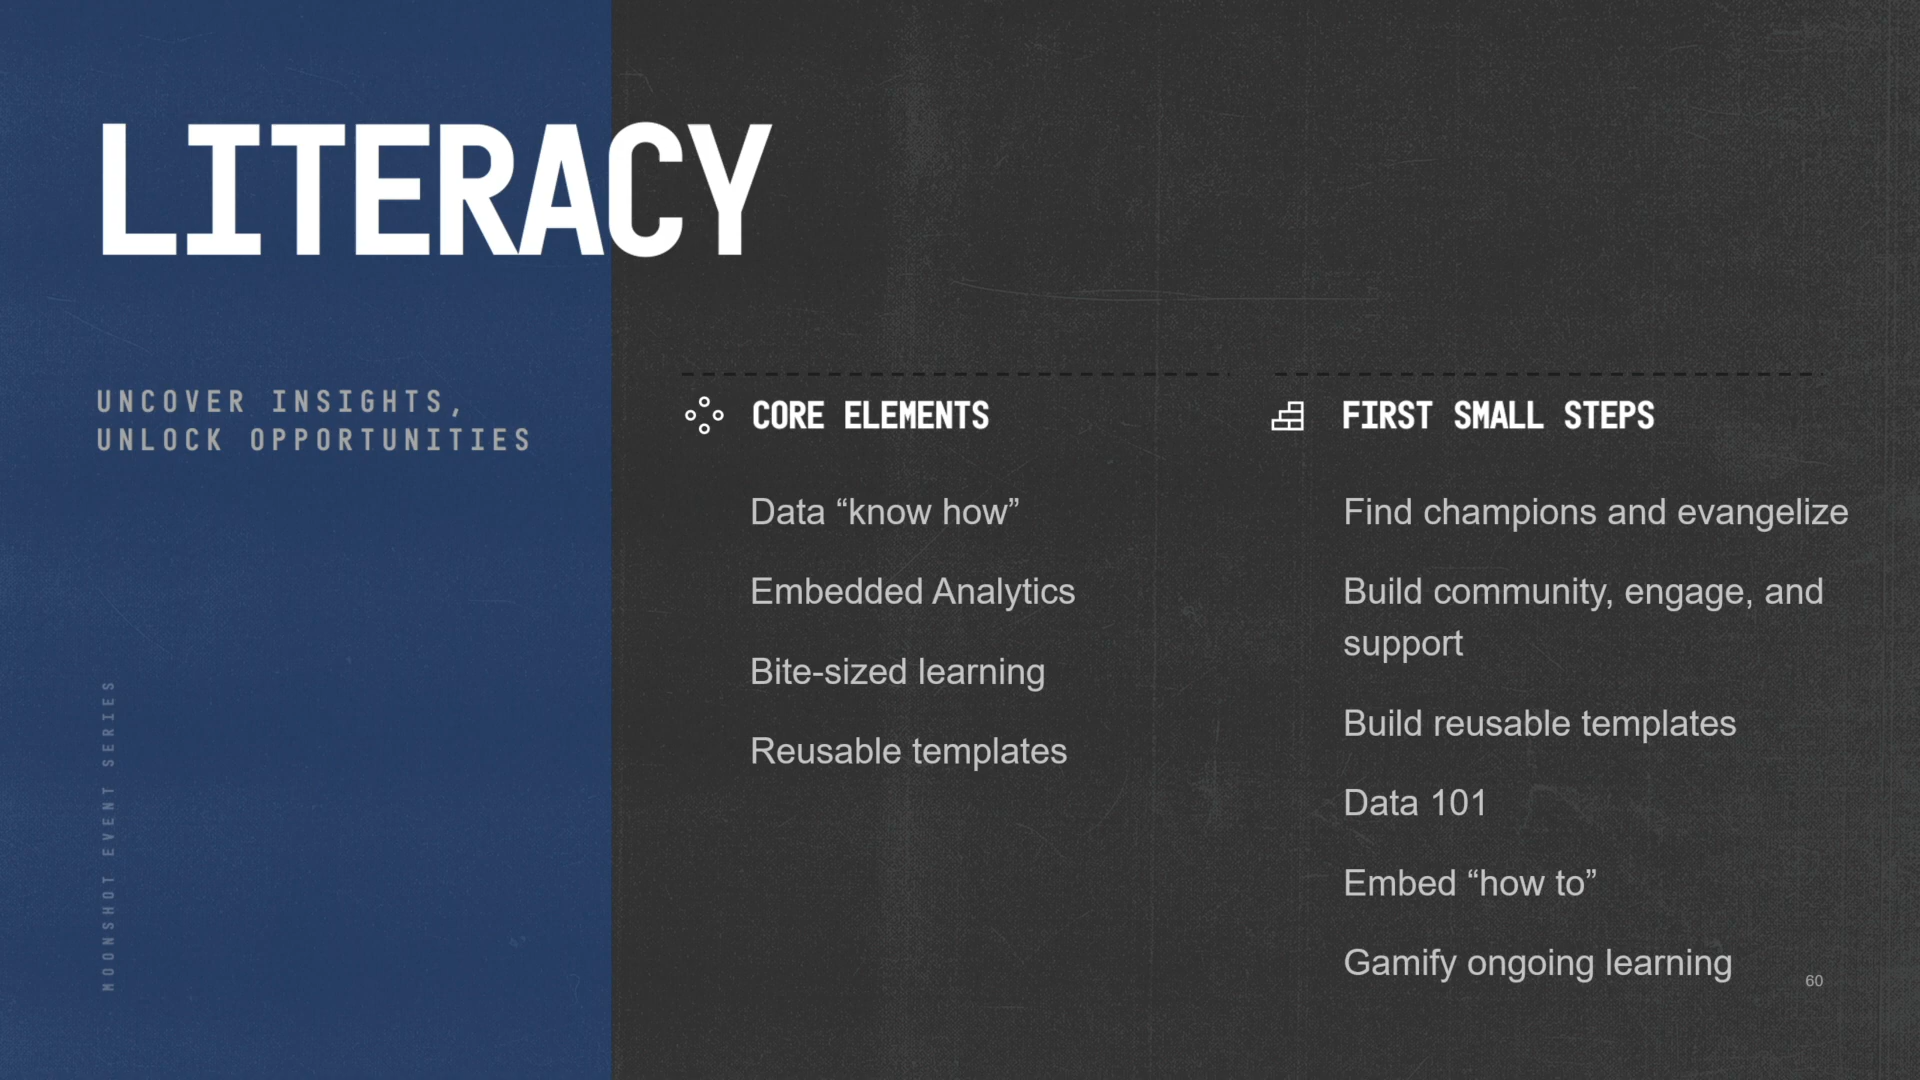 LITERACY
UNCOVER INSIGHTS,
UNLOCK OPPORTUNITIES
MOONSHOT EVENT SERIES
CORE ELEMENTS
Data “know how”
Embedded Analytics
Bite-sized learning
Reusable templates
FIRST SMALL STEPS
Find champions and evangelize
Build community, engage, and
support
Build reusable templates
Data 101
Embed “how to”
Gamify ongoing learning
60